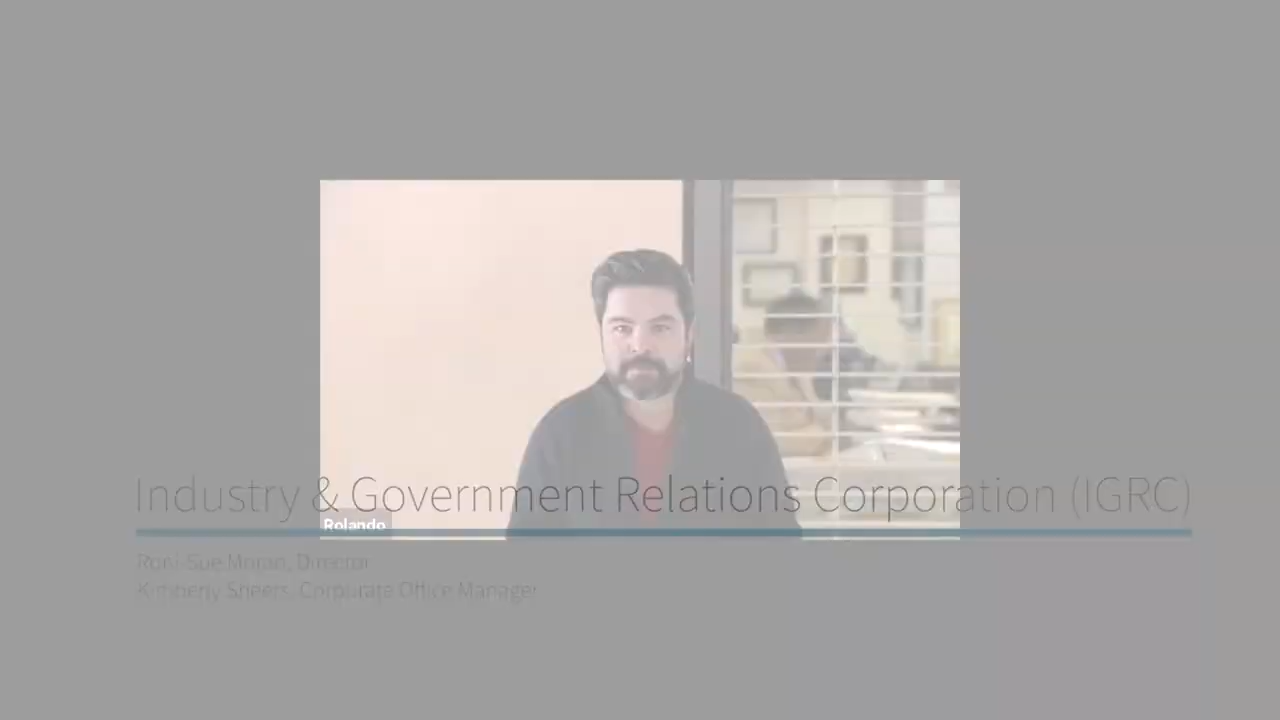 Industry & Government Relations Corporation (IGRC)
Rolando
Roni-Sue Moran, Director
Kimberly Sheers, Corporate Office Manager